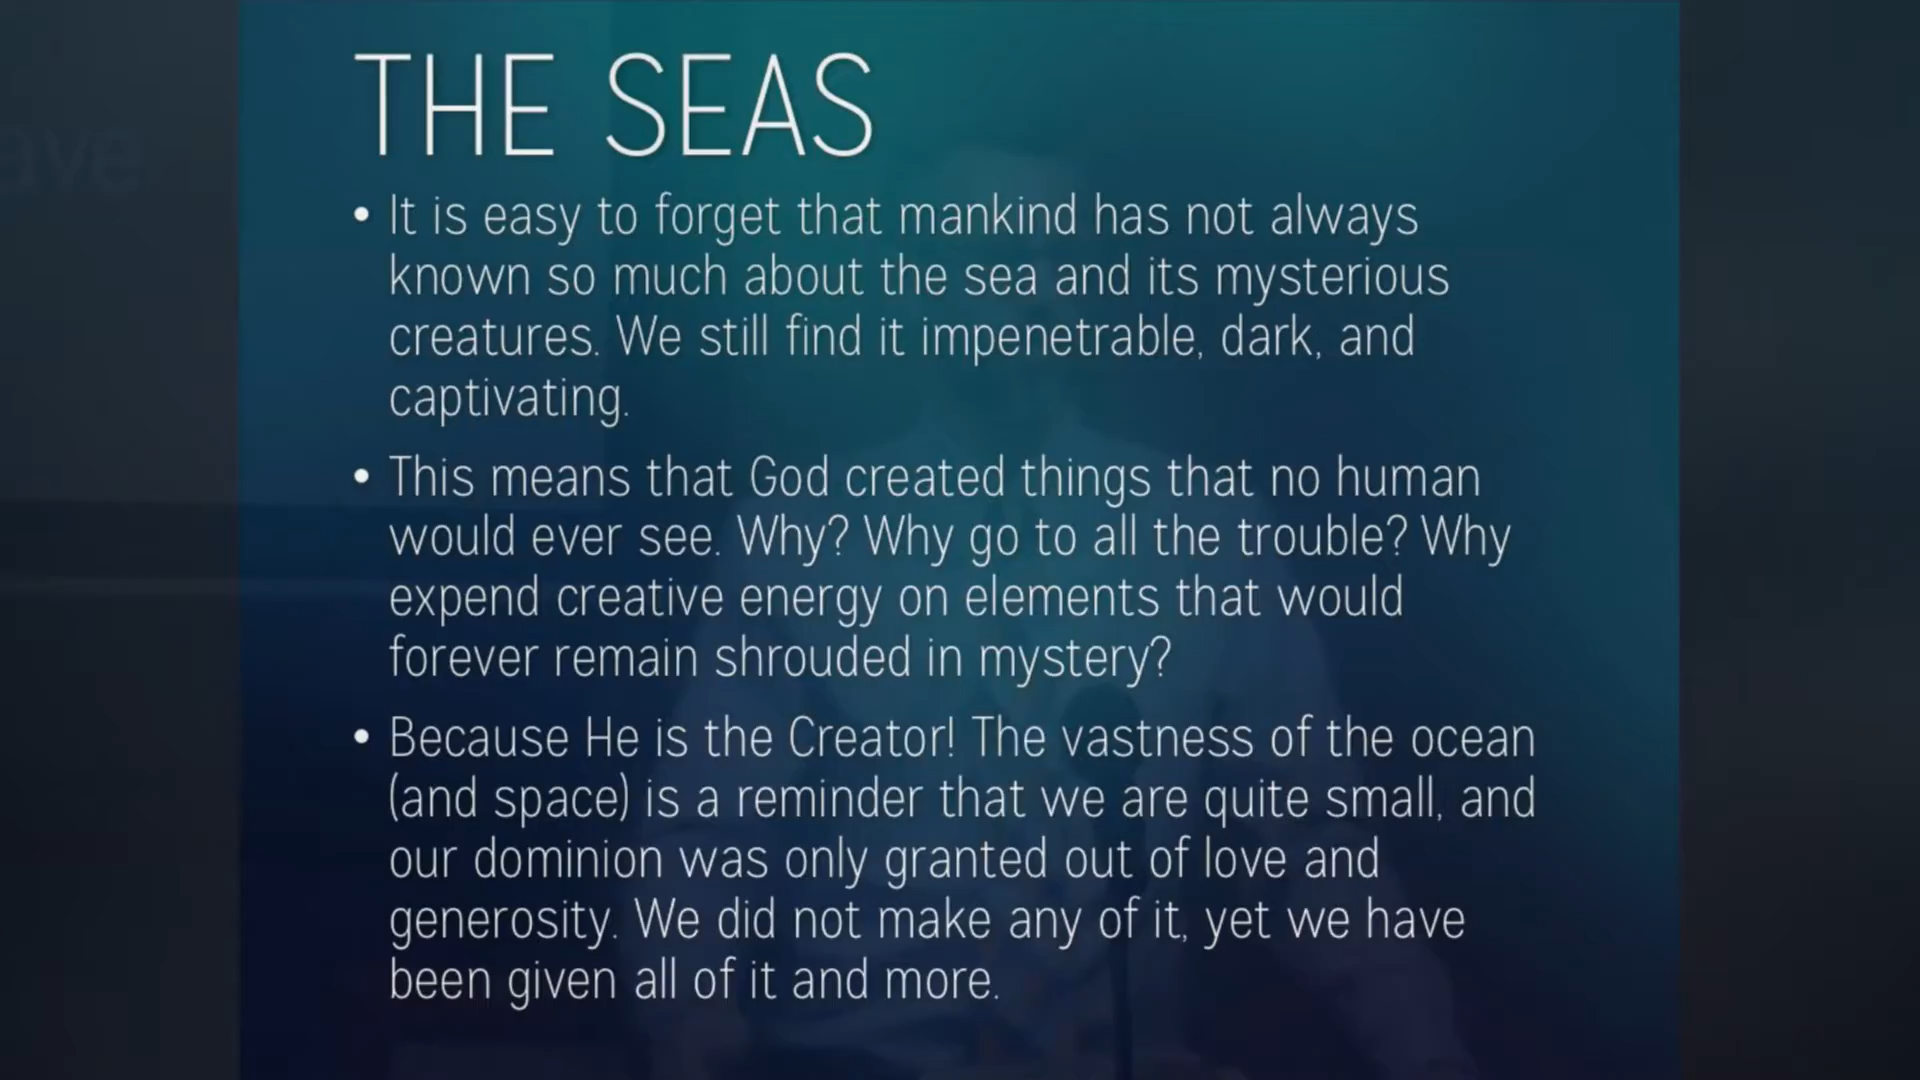 THE SEAS
• It is easy to forget that mankind has not always
known so much about the sea and its mysterious
creatures. We still find it impenetrable, dark, and
captivating.
• This means that God created things that no human
would ever see. Why? Why go to all the trouble? Why
expend creative energy on elements that would
forever remain shrouded in mystery?
• Because He is the Creator! The vastness of the ocean
(and space) is a reminder that we are quite small, and
our dominion was only granted out of love and
generosity. We did not make any of it, yet we have
been given all of it and more.